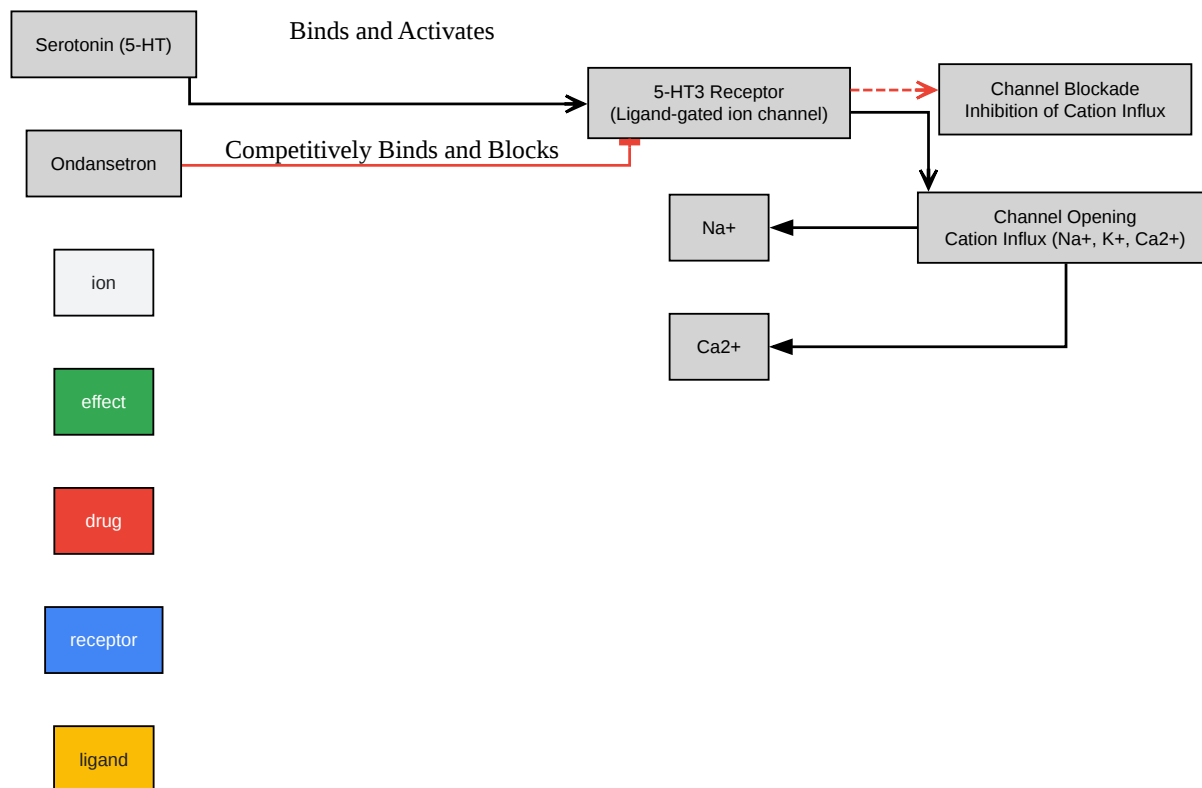 Serotonin (5-HT)
Binds and Activates
5-HT3 Receptor
(Ligand-gated ion channel)
Channel Blockade
Inhibition of Cation Influx
Ondansetron
Competitively Binds and Blocks
Na+
Channel Opening
Cation Influx (Na+, K+, Ca2+)
ion
Ca2+
effect
drug
receptor
ligand